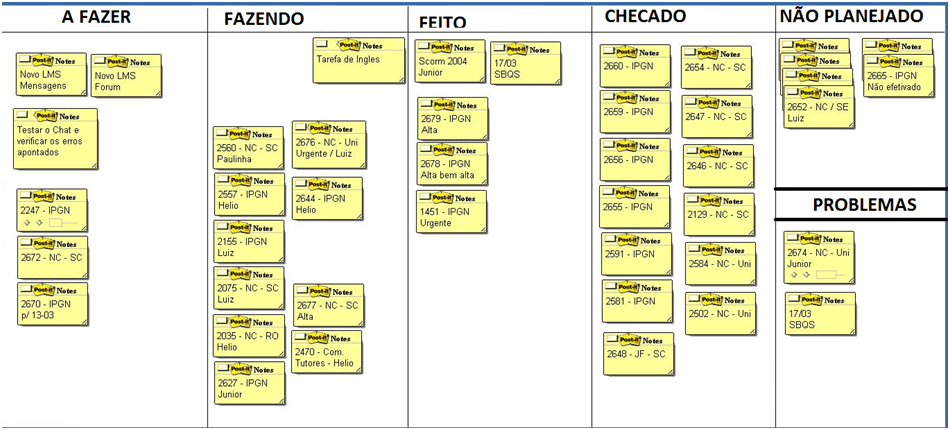 A FAZER
Post-it Notes
Novo LMS
Mensagens
Post-it Notes
Novo LMS
Forum
Post-it Notes
Testar o Chat e
verificar os erros
apontados
Post-it Notes
2247 - IPGN
Post-it Notes
2672 - NC - SC
Post-it Notes
2670 - IPGN
p/ 13-03
FAZENDO
Post-it Notes
Tarefa de Ingles
Post-it Notes
2560 - NC - SC
Paulinha
Post-it Notes
2676 - NC - Uni
Urgente / Luiz
Post-it Notes
2557 - IPGN
Helio
Post-it Notes
2644 - IPGN
Helio
Post-it Notes
2155 - IPGN
Luiz
Post-it Notes
2075 - NC - SC
Luiz
Post-it Notes
2677 - NC - SC
Alta
Post-it Notes
2035 - NC - RO
Helio
Post-it Notes
2470 - Com.
Tutores - Helio
Post-it Notes
2627 - IPGN
Junior
FEITO
Post-it Notes
Scorm 2004
Junior
Post-it Notes
17/03
SBQS
Post-it Notes
2679 - IPGN
Alta
Post-it Notes
2678 - IPGN
Alta bem alta
Post-it Notes
1451 - IPGN
Urgente
CHECADO
Post-it Notes
2660 - IPGN
Post-it Notes
2654 - NC - SC
Post-it Notes
2659 - IPGN
Post-it Notes
2647 - NC - SC
Post-it Notes
2656 - IPGN
Post-it Notes
2646 - NC - SC
Post-it Notes
2655 - IPGN
Post-it Notes
2129 - NC - SC
Post-it Notes
2591 - IPGN
Post-it Notes
2584 - NC - Uni
Post-it Notes
2581 - IPGN
Post-it Notes
2502 - NC - Uni
Post-it Notes
2648 - JF - SC
NÃO PLANEJADO
Post-it Notes
Post-it Notes
Post-it Notes
2652 - NC / SE
Luiz
Post-it Notes
Post-it Notes
2665 - IPGN
Não efetivado
PROBLEMAS
Post-it Notes
2674 - NC - Uni
Junior
Post-it Notes
17/03
SBQS